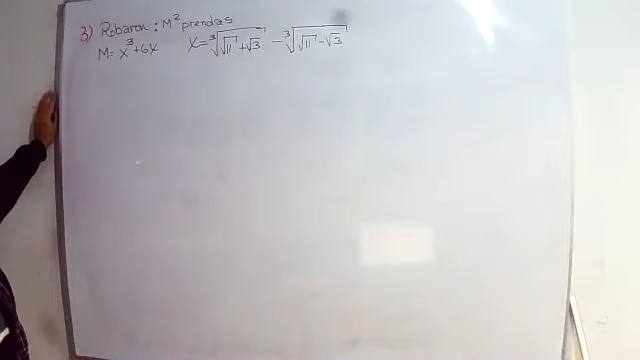 3) Robaron : M² prendas
M = x³+6x   x = ∛(√11 + √3) − ∛(√11 − √3)